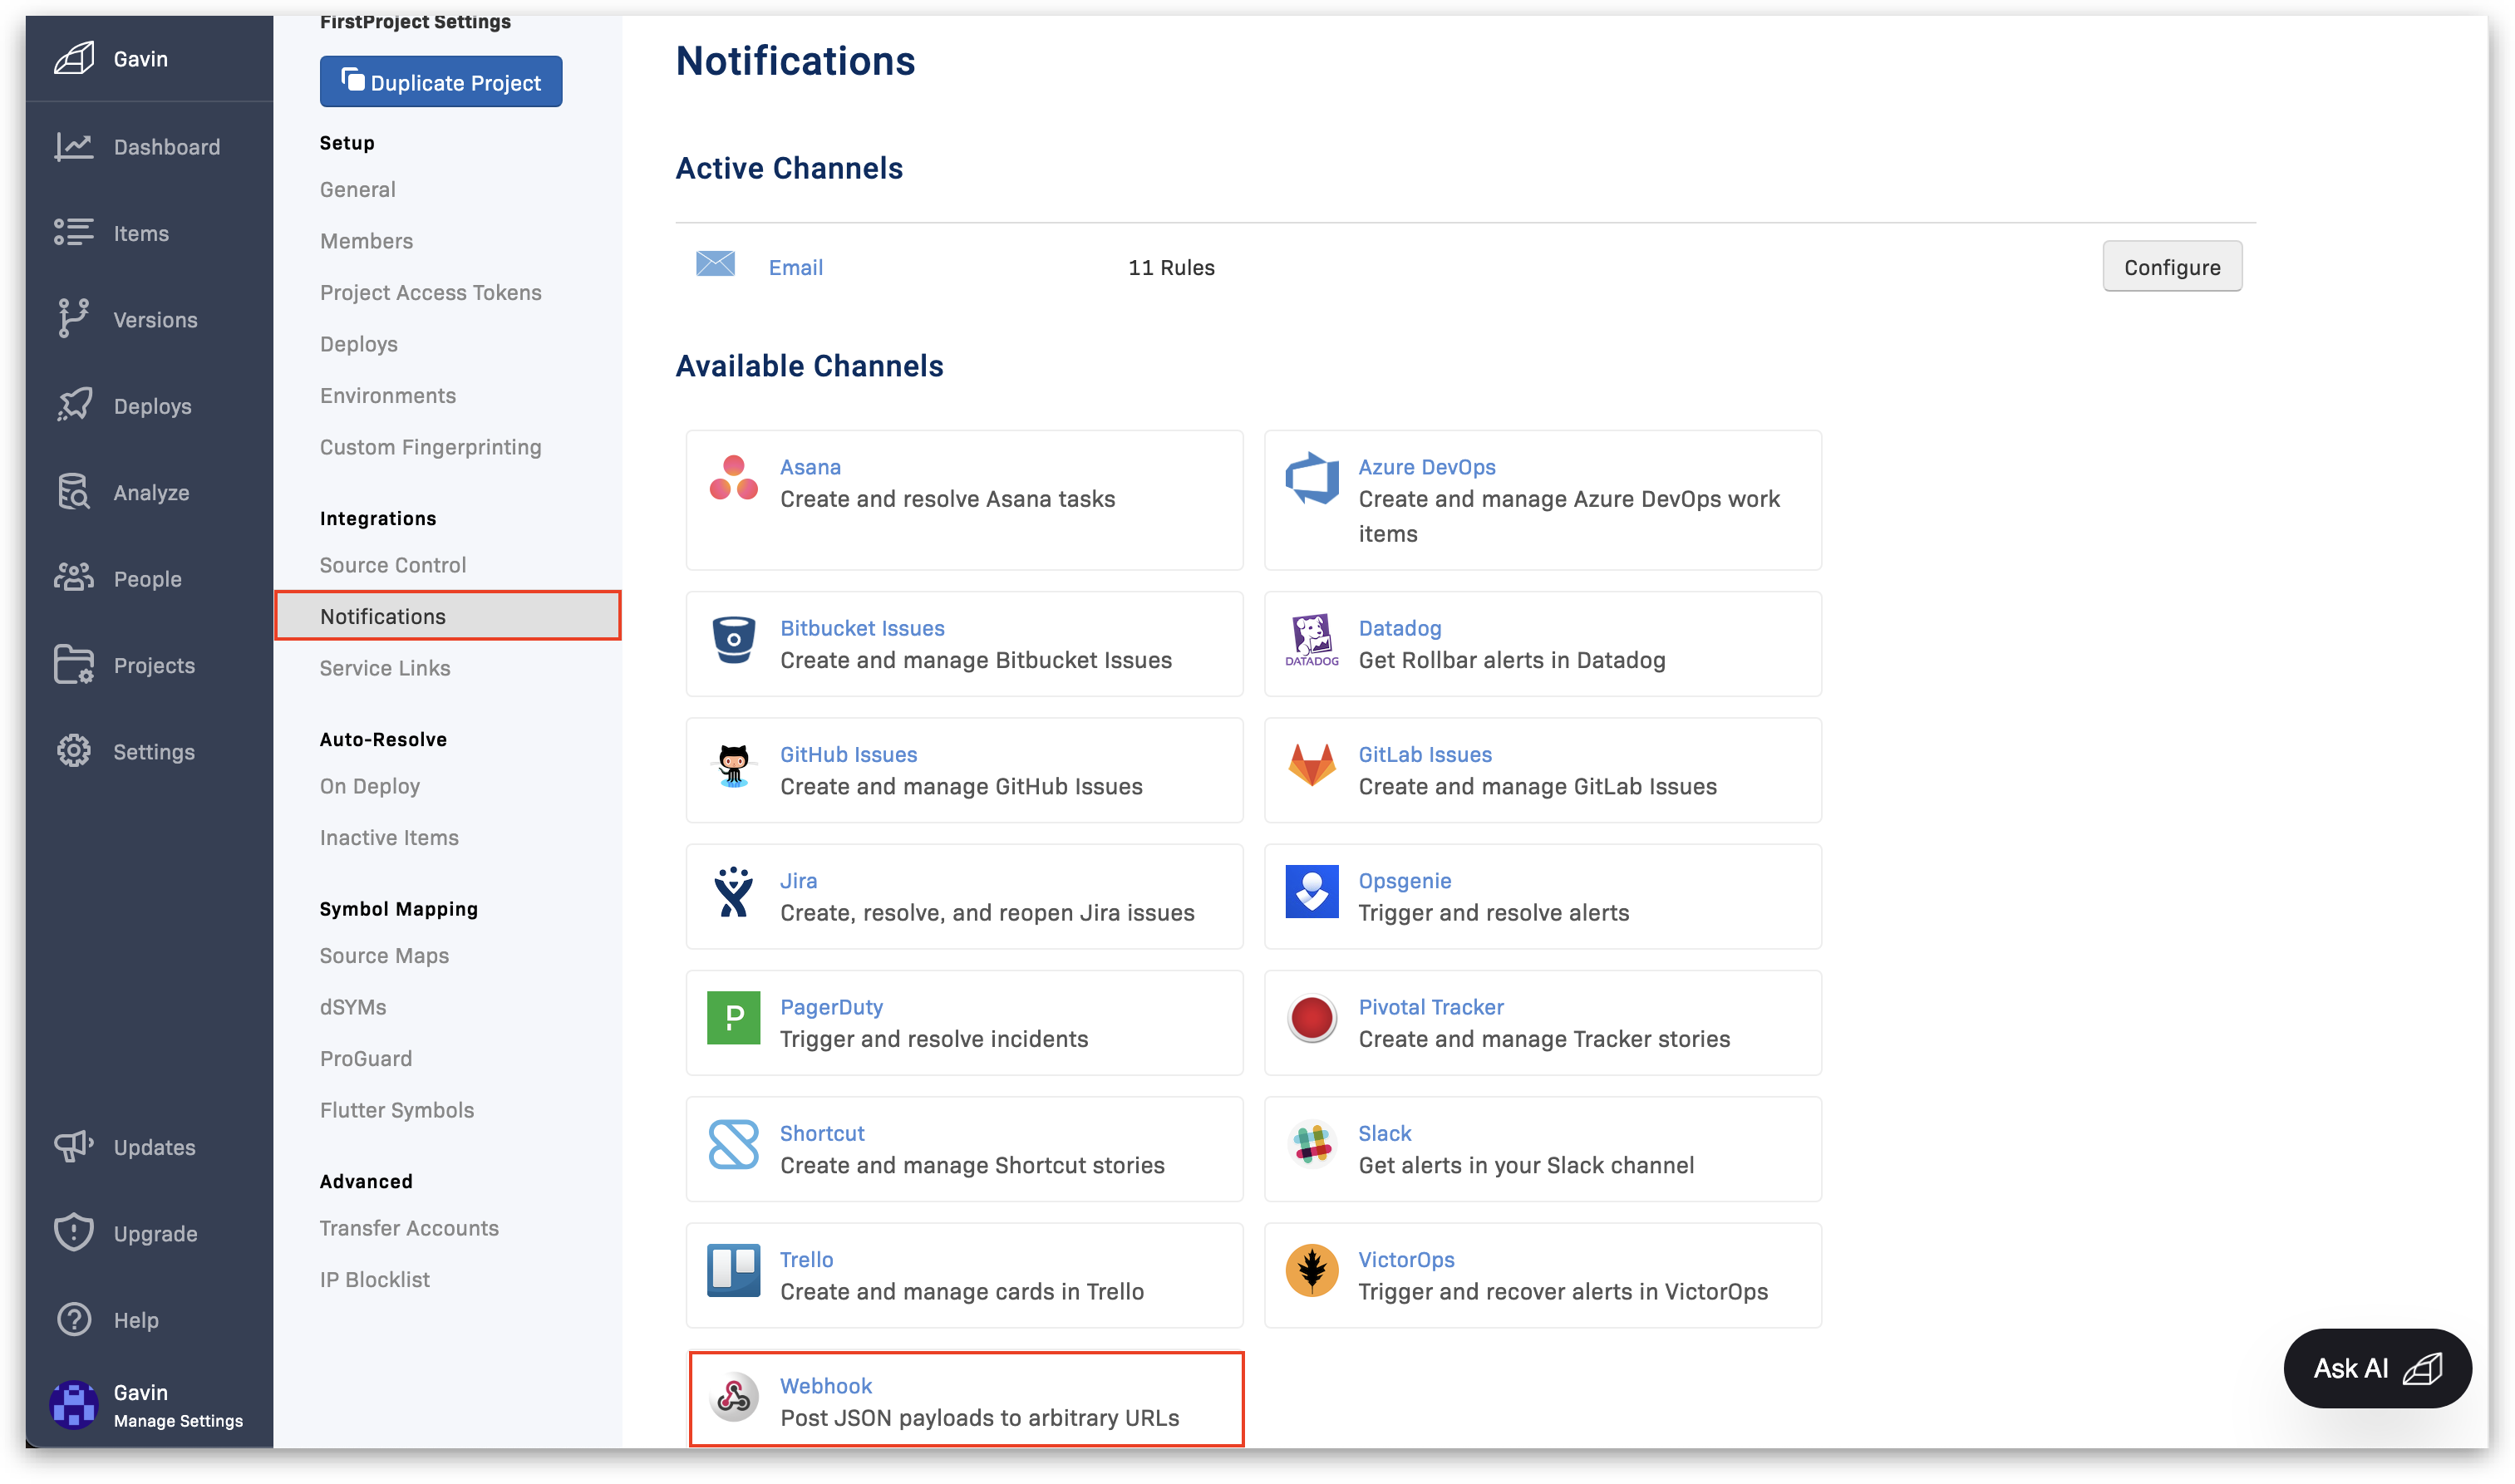 Gavin
Dashboard
Items
Versions
Deploys
Analyze
People
Projects
Settings
Updates
Upgrade
Help
Gavin
Manage Settings
FirstProject Settings
Duplicate Project
Setup
General
Members
Project Access Tokens
Deploys
Environments
Custom Fingerprinting
Integrations
Source Control
Notifications
Service Links
Auto-Resolve
On Deploy
Inactive Items
Symbol Mapping
Source Maps
dSYMs
ProGuard
Flutter Symbols
Advanced
Transfer Accounts
IP Blocklist
Notifications
Active Channels
Email 11 Rules Configure
Available Channels
Asana
Create and resolve Asana tasks
Azure DevOps
Create and manage Azure DevOps work
items
Bitbucket Issues
Create and manage Bitbucket Issues
DATADOG
Datadog
Get Rollbar alerts in Datadog
GitHub Issues
Create and manage GitHub Issues
GitLab Issues
Create and manage GitLab Issues
Jira
Create, resolve, and reopen Jira issues
Opsgenie
Trigger and resolve alerts
P
PagerDuty
Trigger and resolve incidents
Pivotal Tracker
Create and manage Tracker stories
Shortcut
Create and manage Shortcut stories
Slack
Get alerts in your Slack channel
Trello
Create and manage cards in Trello
VictorOps
Trigger and recover alerts in VictorOps
Webhook
Post JSON payloads to arbitrary URLs
Ask AI